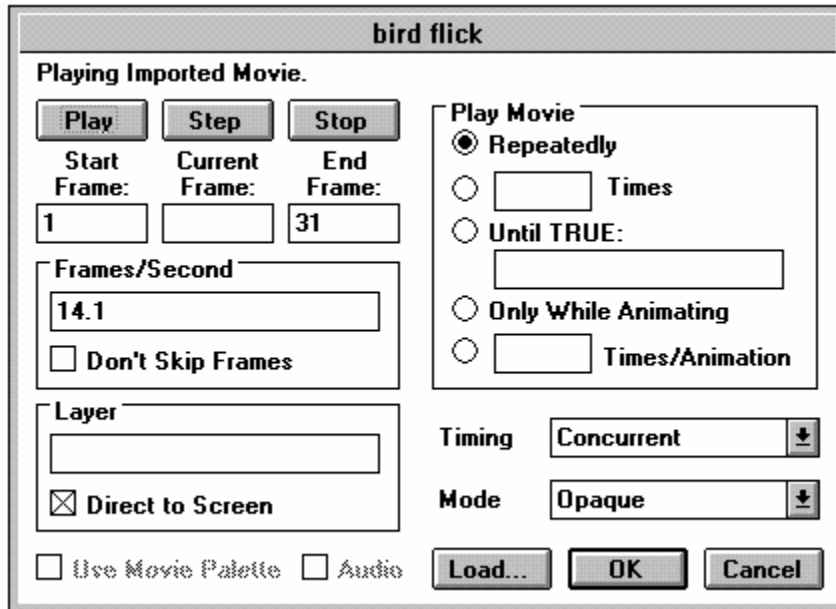 bird flick
Playing Imported Movie.
Play Step Stop
Start Current End
Frame: Frame: Frame:
1 31
Frames/Second
14.1
Don't Skip Frames
Layer
Direct to Screen
Use Movie Palette Audio
Play Movie
Repeatedly
Times
Until TRUE:
Only While Animating
Times/Animation
Timing Concurrent
Mode Opaque
Load... OK Cancel